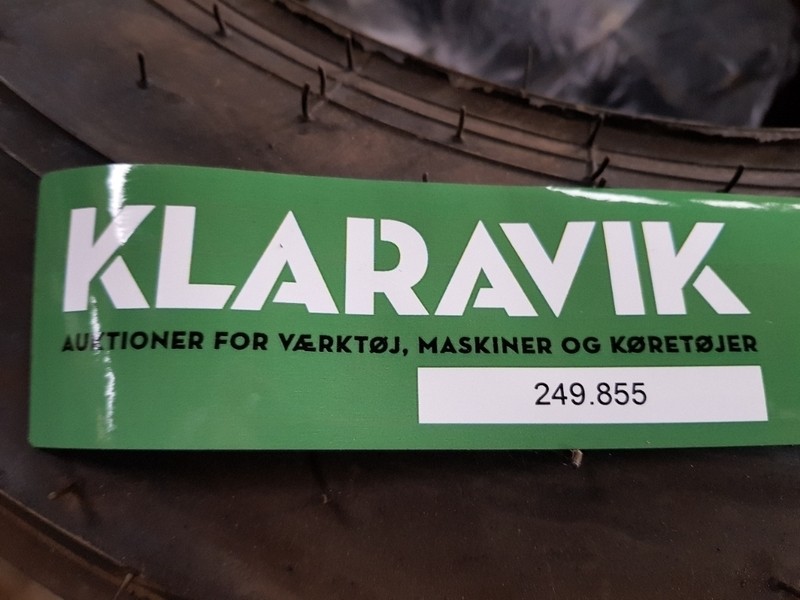 KLARAVIK
AUKTIONER FOR VÆRKTØJ, MASKINER OG KØRETØJER
249.855